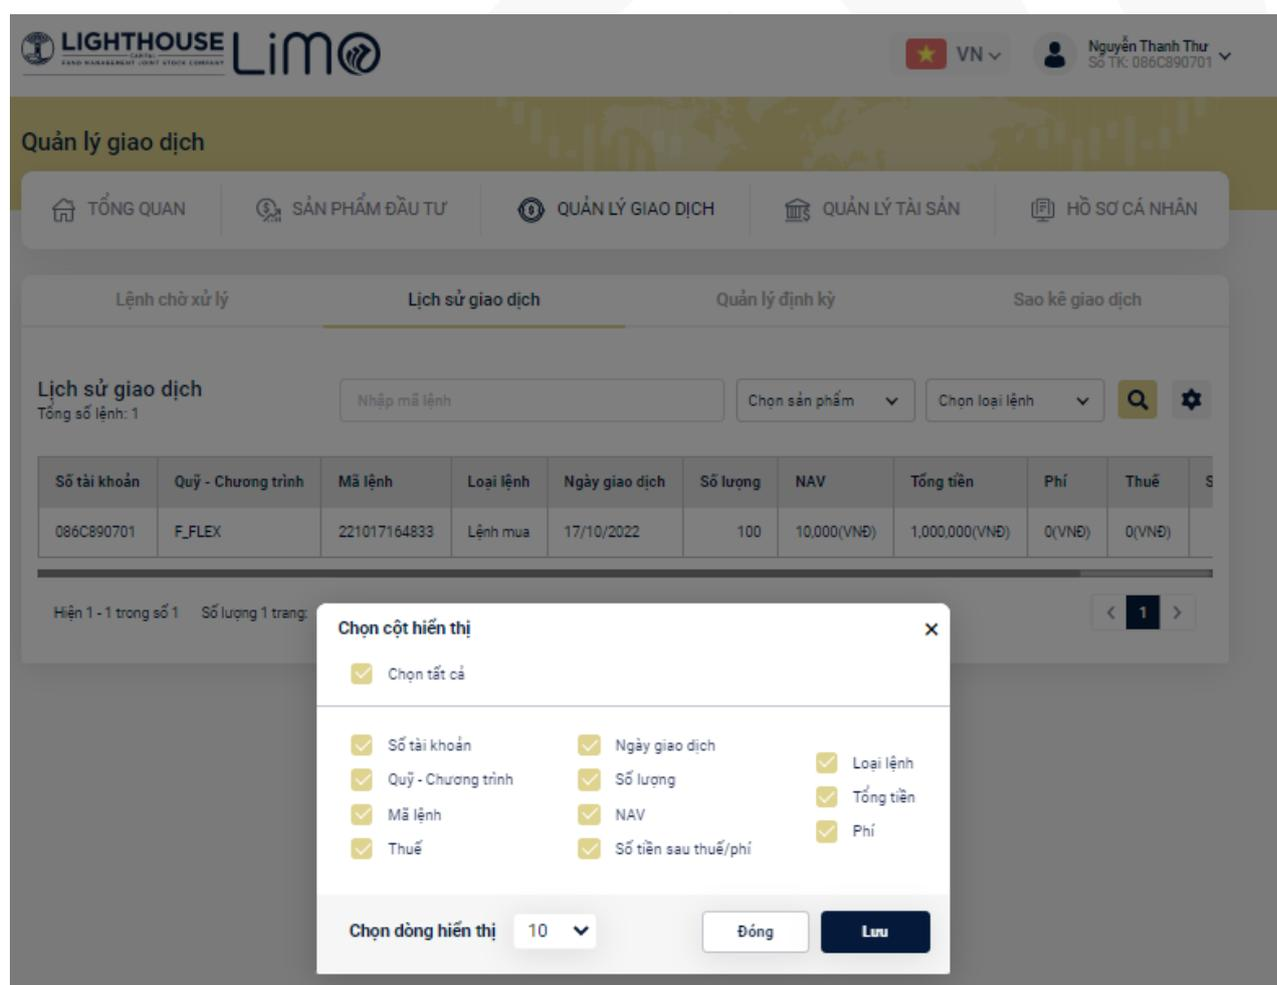 LIGHTHOUSE
CAPITAL
FUND MANAGEMENT JOINT STOCK COMPANY
LiMO
VN
Nguyễn Thanh Thư
Số TK: 086C890701
Quản lý giao dịch
TỔNG QUAN
SẢN PHẨM ĐẦU TƯ
QUẢN LÝ GIAO DỊCH
QUẢN LÝ TÀI SẢN
HỒ SƠ CÁ NHÂN
Lệnh chờ xử lý
Lịch sử giao dịch
Quản lý định kỳ
Sao kê giao dịch
Lịch sử giao dịch
Tổng số lệnh: 1
Nhập mã lệnh
Chọn sản phẩm
Chọn loại lệnh
Số tài khoản Quỹ - Chương trình Mã lệnh Loại lệnh Ngày giao dịch Số lượng NAV Tổng tiền Phí Thuế S
086C890701 F_FLEX 221017164833 Lệnh mua 17/10/2022 100 10,000(VNĐ) 1,000,000(VNĐ) 0(VNĐ) 0(VNĐ)
Hiện 1 - 1 trong số 1 Số lượng 1 trang:
< 1 >
Chọn cột hiển thị
Chọn tất cả
Số tài khoản
Quỹ - Chương trình
Mã lệnh
Thuế
Ngày giao dịch
Số lượng
NAV
Số tiền sau thuế/phí
Loại lệnh
Tổng tiền
Phí
Chọn dòng hiển thị 10
Đóng
Lưu